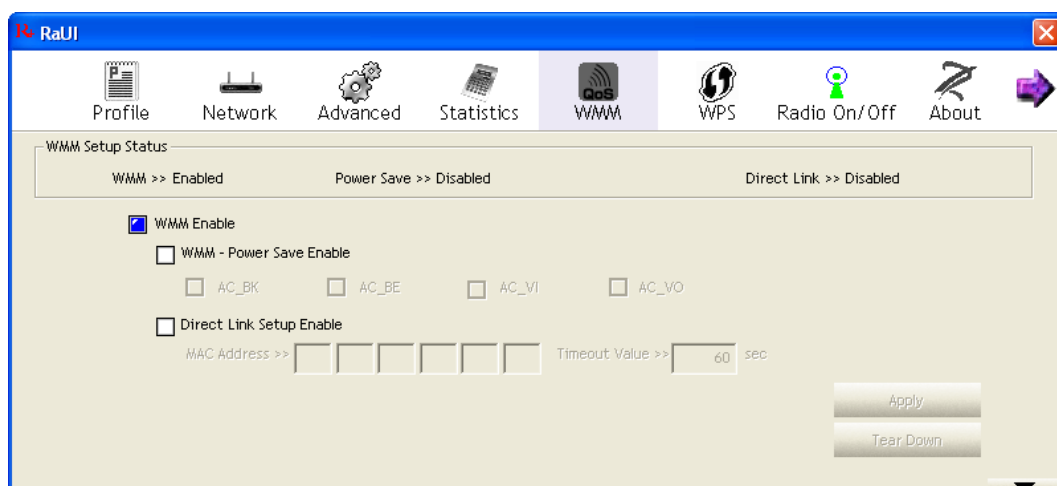 RaUI
Profile Network Advanced Statistics QoS WMM WPS Radio On/Off About
WMM Setup Status
WMM >> Enabled Power Save >> Disabled Direct Link >> Disabled
WMM Enable
WMM - Power Save Enable
AC_BK AC_BE AC_VI AC_VO
Direct Link Setup Enable
MAC Address >> Timeout Value >> 60 sec
Apply
Tear Down